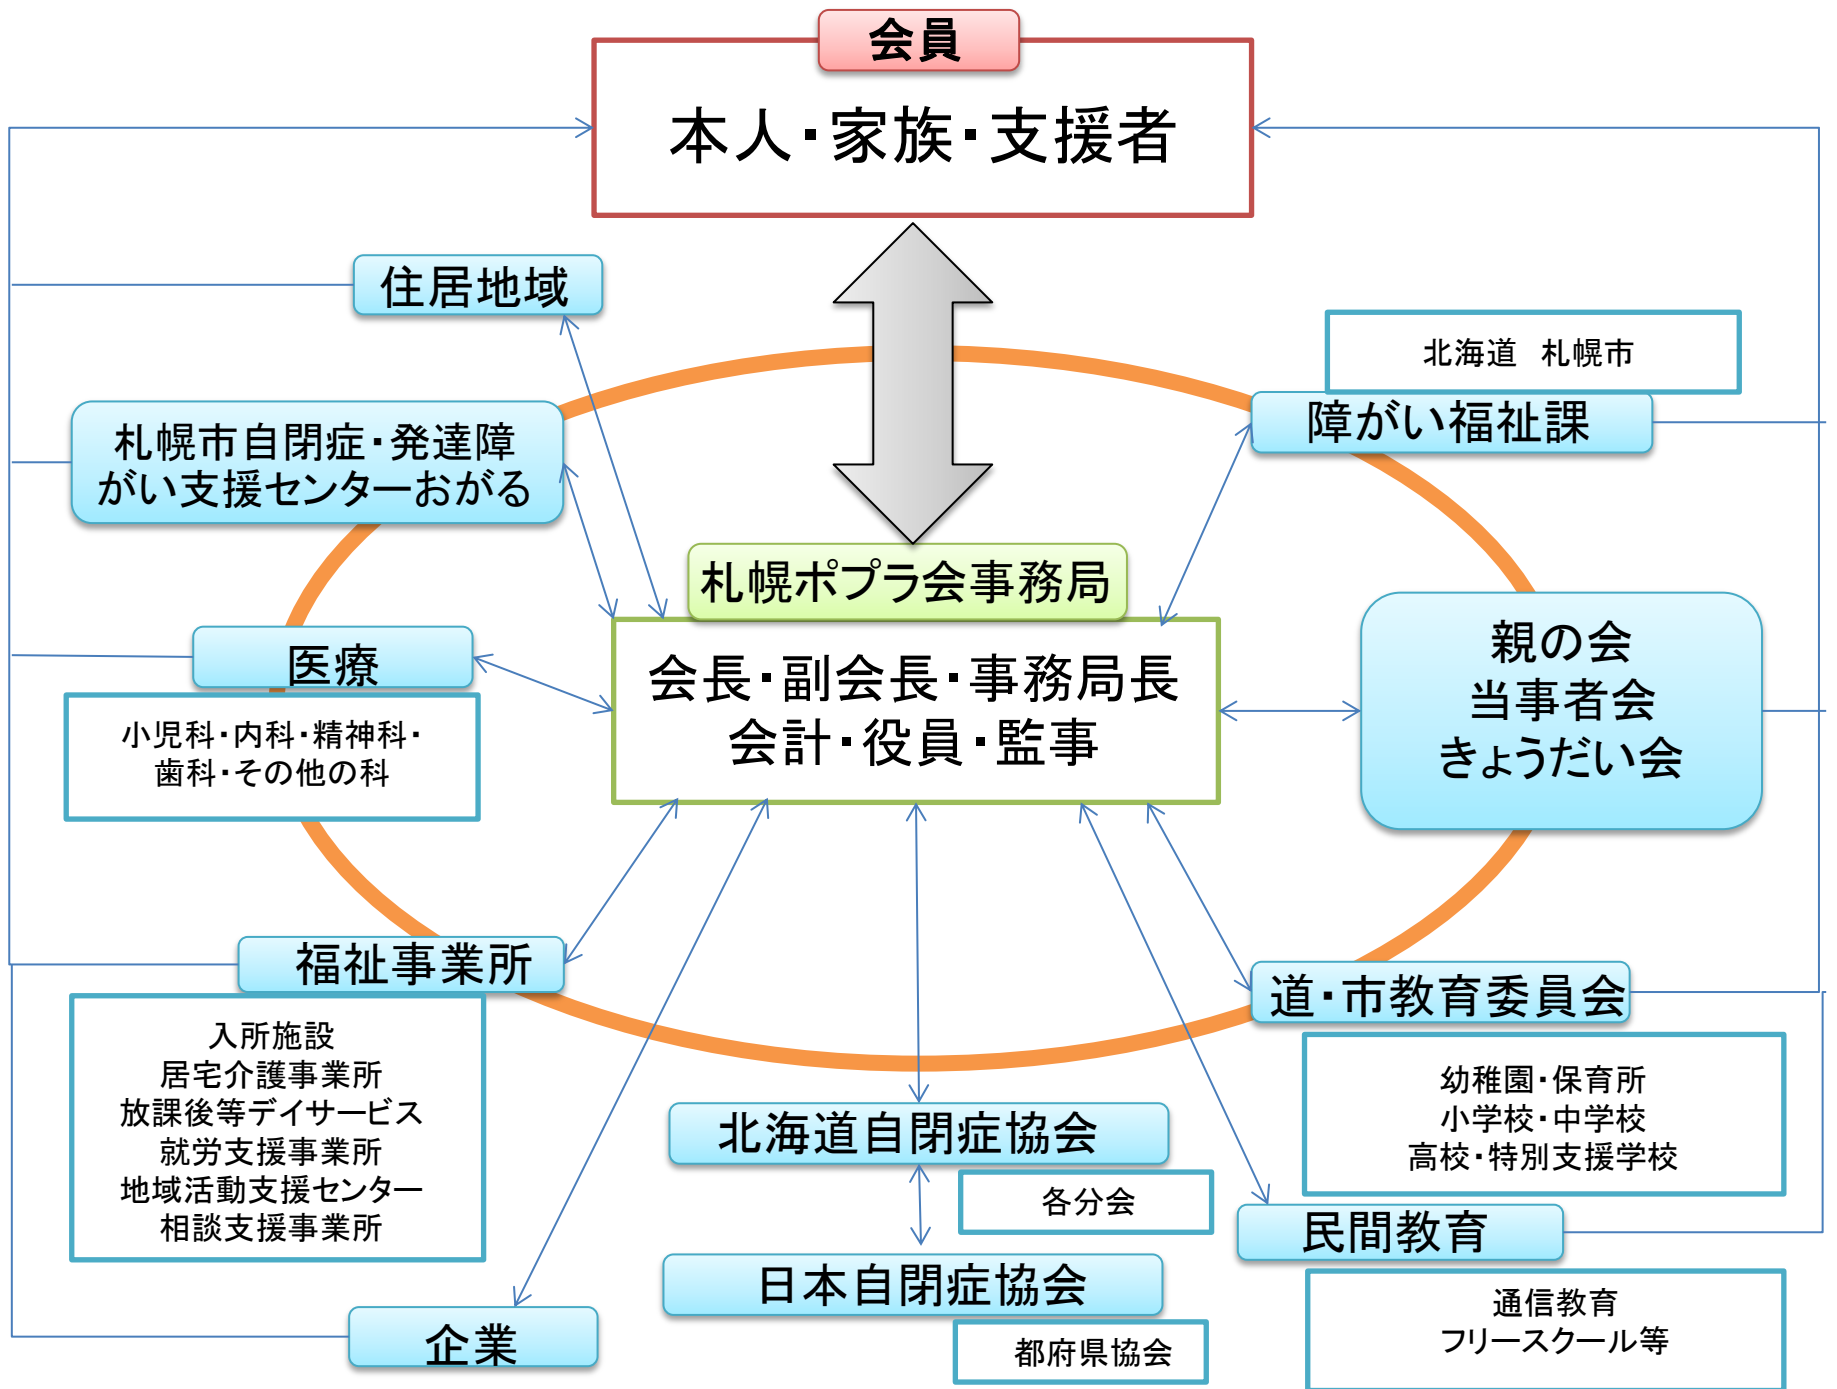 会員
本人・家族・支援者
住居地域
北海道　札幌市
障がい福祉課
札幌市自閉症・発達障
がい支援センターおがる
札幌ポプラ会事務局
会長・副会長・事務局長
会計・役員・監事
親の会
当事者会
きょうだい会
医療
小児科・内科・精神科・
歯科・その他の科
福祉事業所
入所施設
居宅介護事業所
放課後等デイサービス
就労支援事業所
地域活動支援センター
相談支援事業所
道・市教育委員会
幼稚園・保育所
小学校・中学校
高校・特別支援学校
北海道自閉症協会
各分会
民間教育
通信教育
フリースクール等
日本自閉症協会
都府県協会
企業